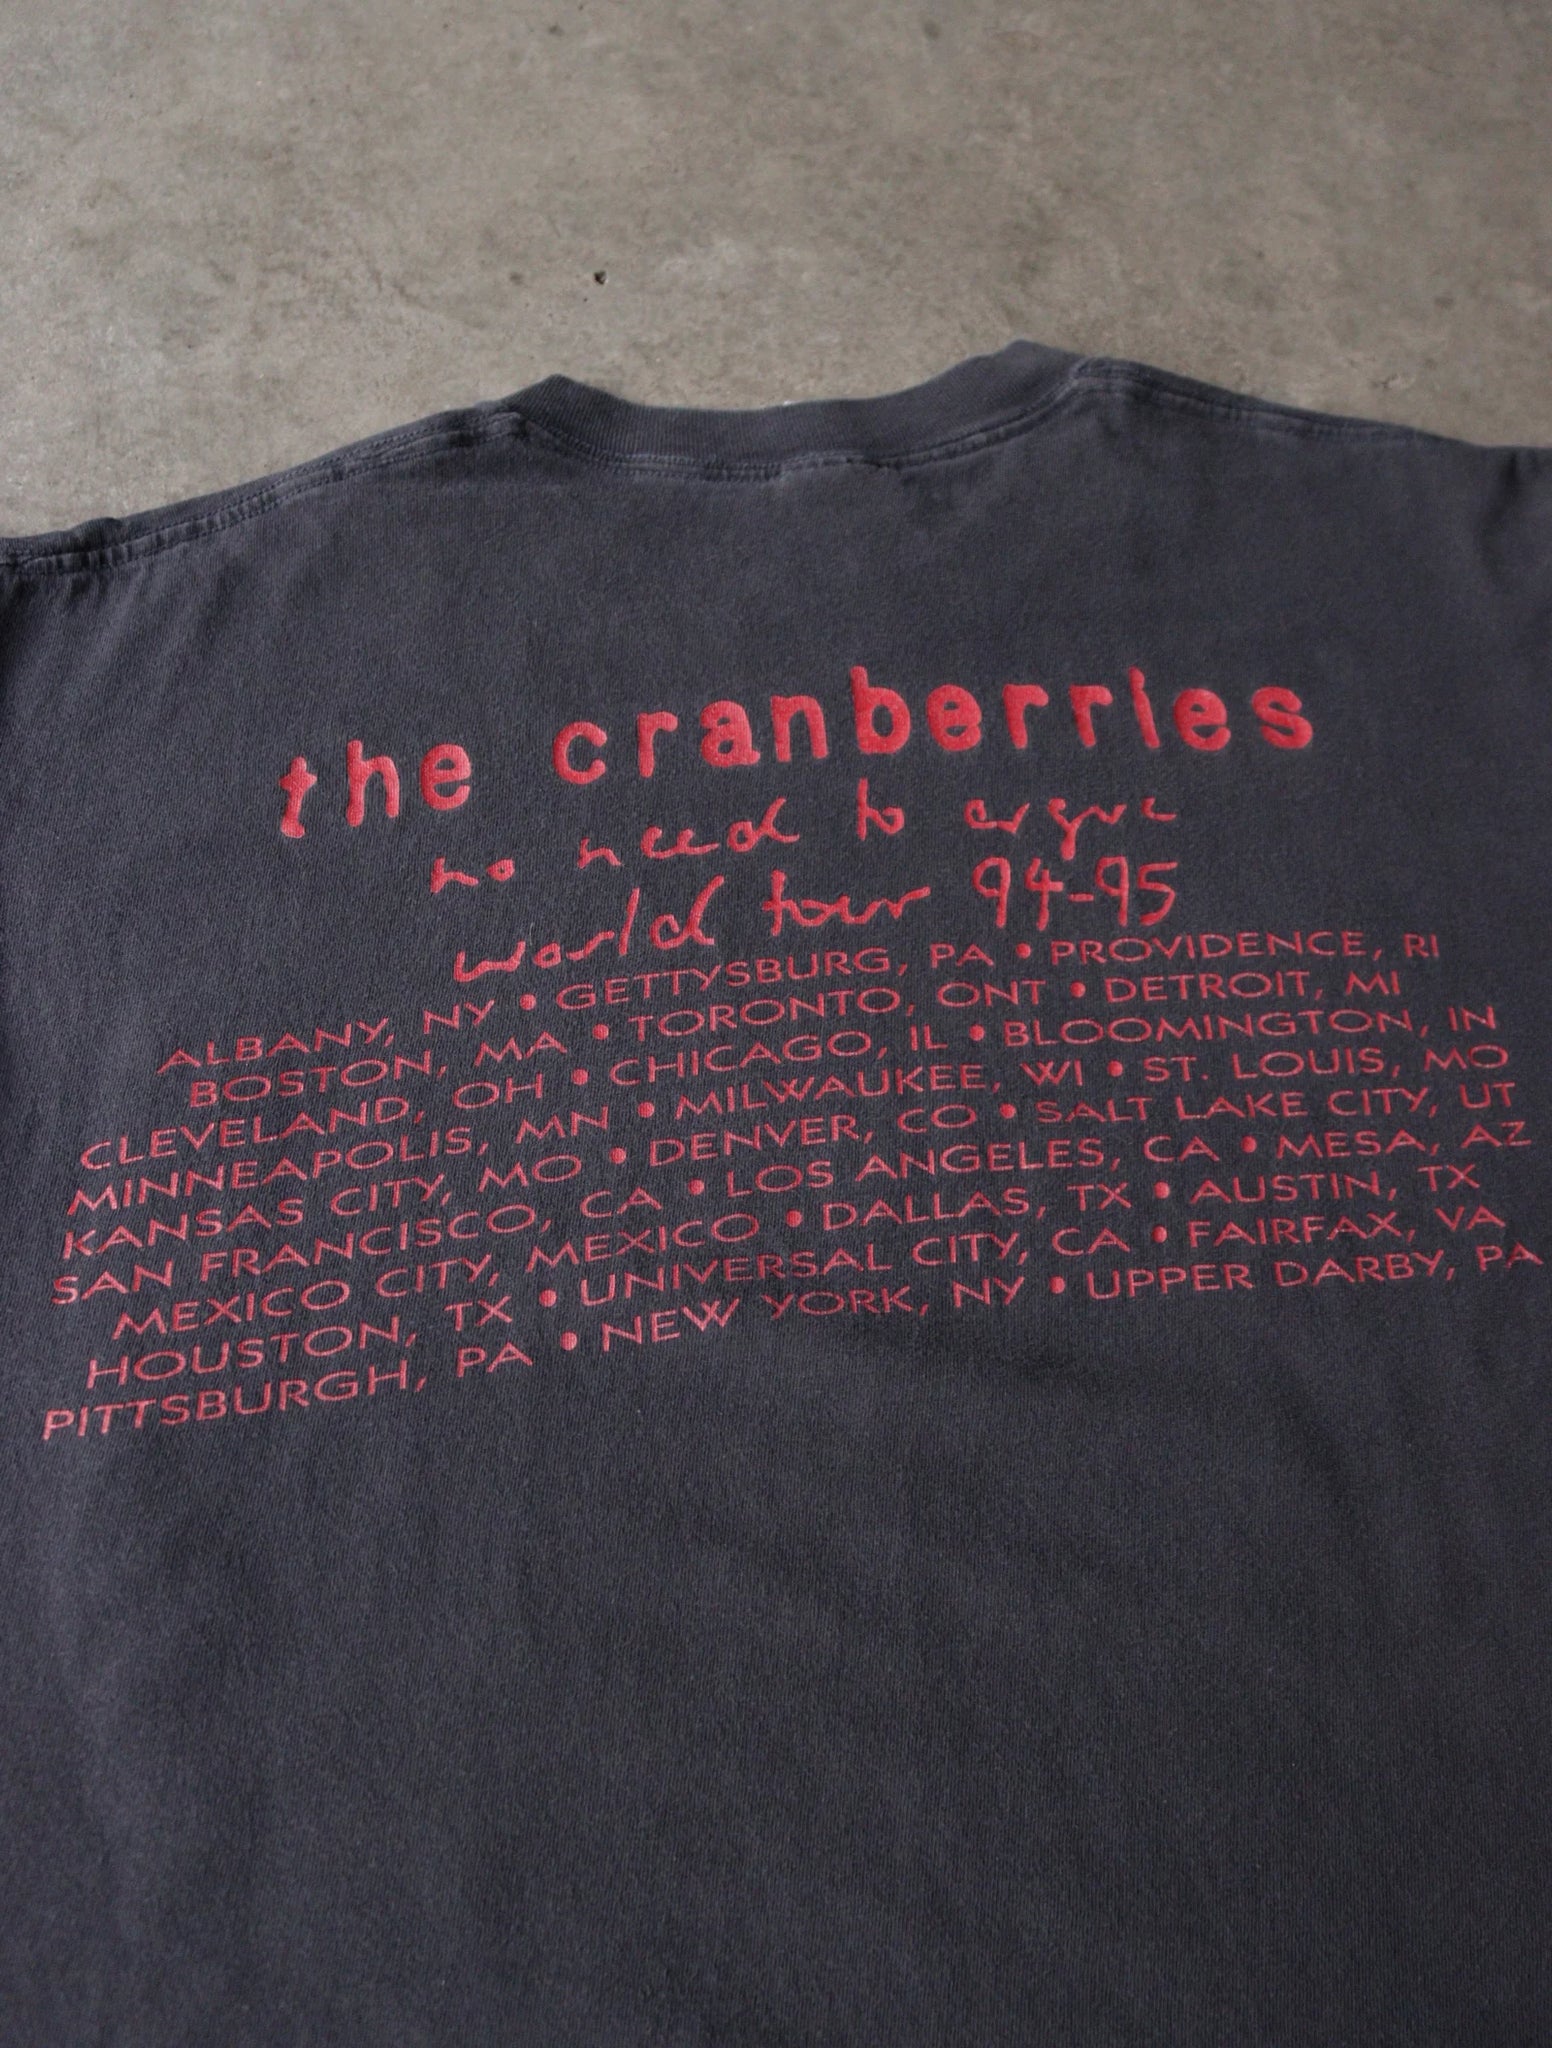 the cranberries
no need to argue
world tour 94-95
ALBANY, NY • GETTYSBURG, PA • PROVIDENCE, RI
BOSTON, MA • TORONTO, ONT • DETROIT, MI
CLEVELAND, OH • CHICAGO, IL • BLOOMINGTON, IN
MINNEAPOLIS, MN • MILWAUKEE, WI • ST. LOUIS, MO
KANSAS CITY, MO • DENVER, CO • SALT LAKE CITY, UT
SAN FRANCISCO, CA • LOS ANGELES, CA • MESA, AZ
MEXICO CITY, MEXICO • DALLAS, TX • AUSTIN, TX
HOUSTON, TX • UNIVERSAL CITY, CA • FAIRFAX, VA
PITTSBURGH, PA • NEW YORK, NY • UPPER DARBY, PA